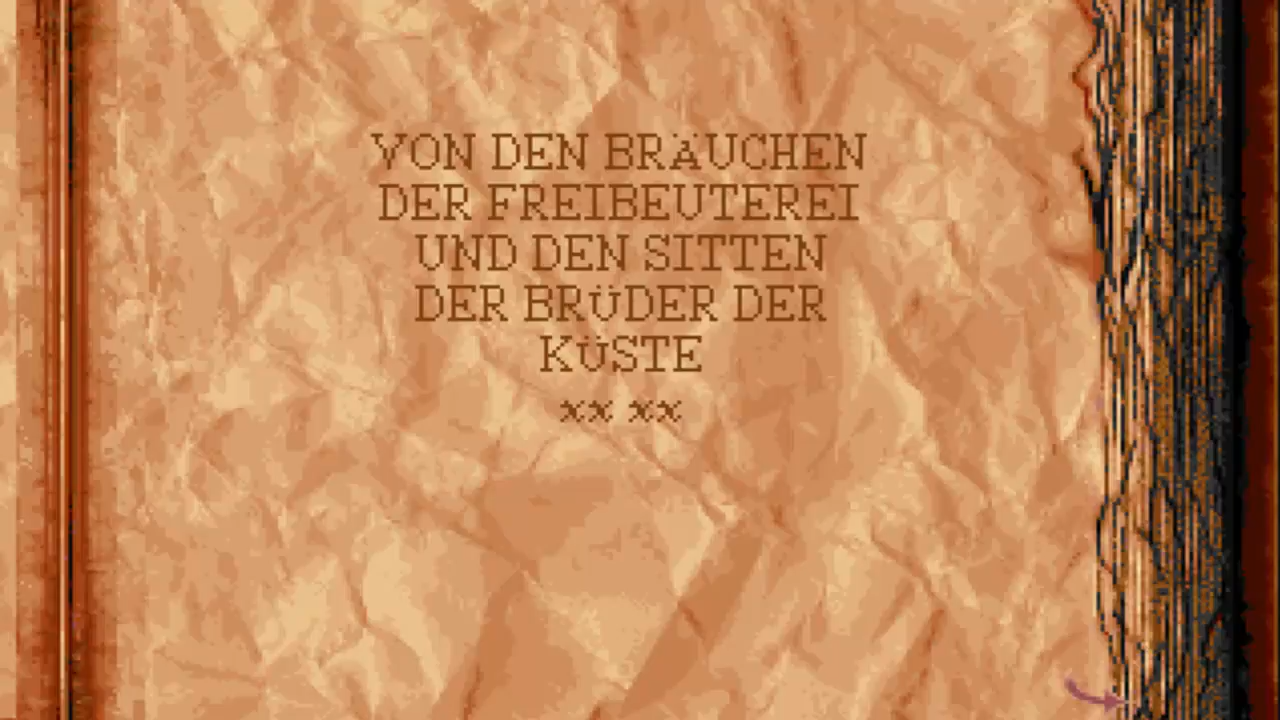 VON DEN BRÄUCHEN
DER FREIBEUTEREI
UND DEN SITTEN
DER BRÜDER DER
KÜSTE
xx xx